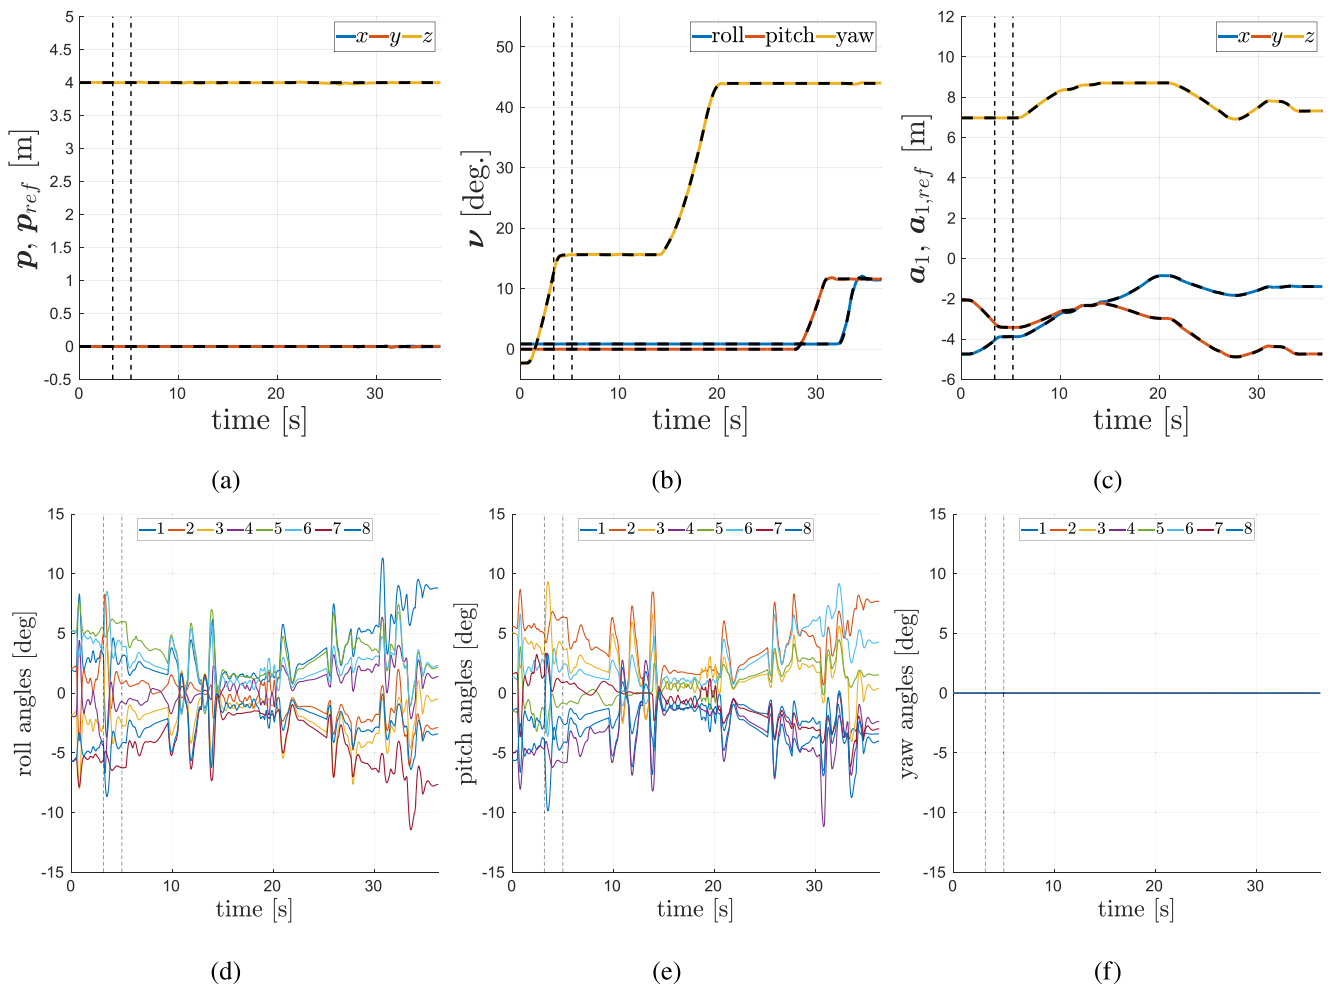 5
4.5
4
3.5
3
2.5
2
1.5
1
0.5
0
-0.5
p, p_ref [m]
x y z
0 10 20 30
time [s]
(a)
50
40
30
20
10
0
ν [deg.]
roll pitch yaw
0 10 20 30
time [s]
(b)
12
10
8
6
4
2
0
-2
-4
-6
a_1, a_1,ref [m]
x y z
0 10 20 30
time [s]
(c)
15
10
5
0
-5
-10
-15
roll angles [deg]
1 2 3 4 5 6 7 8
0 10 20 30
time [s]
(d)
15
10
5
0
-5
-10
-15
pitch angles [deg]
1 2 3 4 5 6 7 8
0 10 20 30
time [s]
(e)
15
10
5
0
-5
-10
-15
yaw angles [deg]
1 2 3 4 5 6 7 8
0 10 20 30
time [s]
(f)